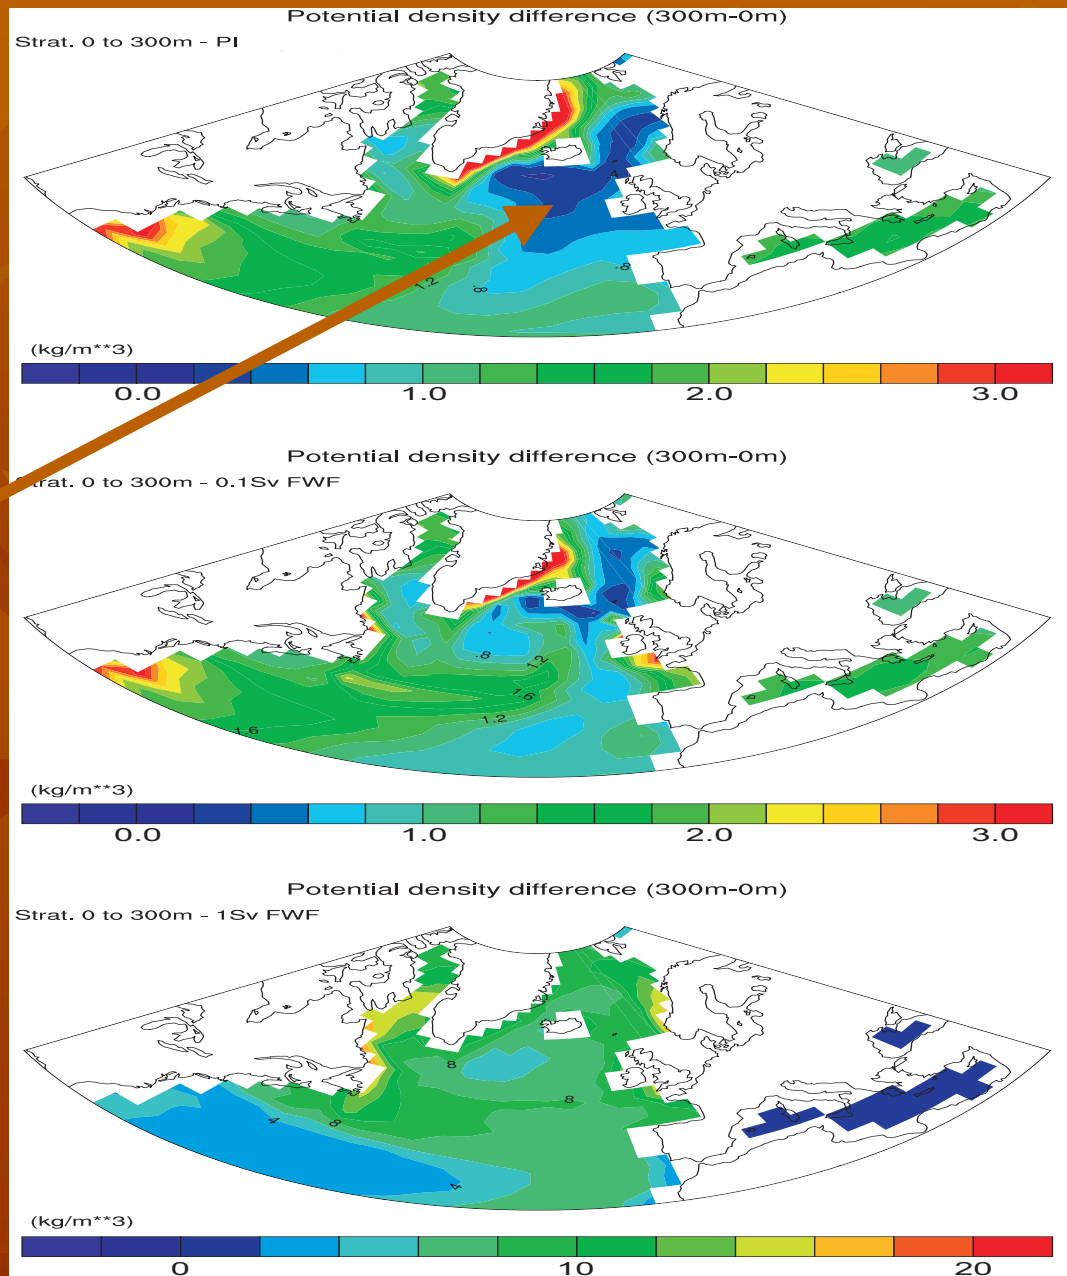 Potential density difference (300m-0m)
Strat. 0 to 300m - PI
.4
1.2
.8
.8
(kg/m**3)
0.0 1.0 2.0 3.0
Potential density difference (300m-0m)
Strat. 0 to 300m - 0.1Sv FWF
.8
1.2
1.6
1.2
1.6
(kg/m**3)
0.0 1.0 2.0 3.0
Potential density difference (300m-0m)
Strat. 0 to 300m - 1Sv FWF
8
8
4
8
4
(kg/m**3)
0 10 20